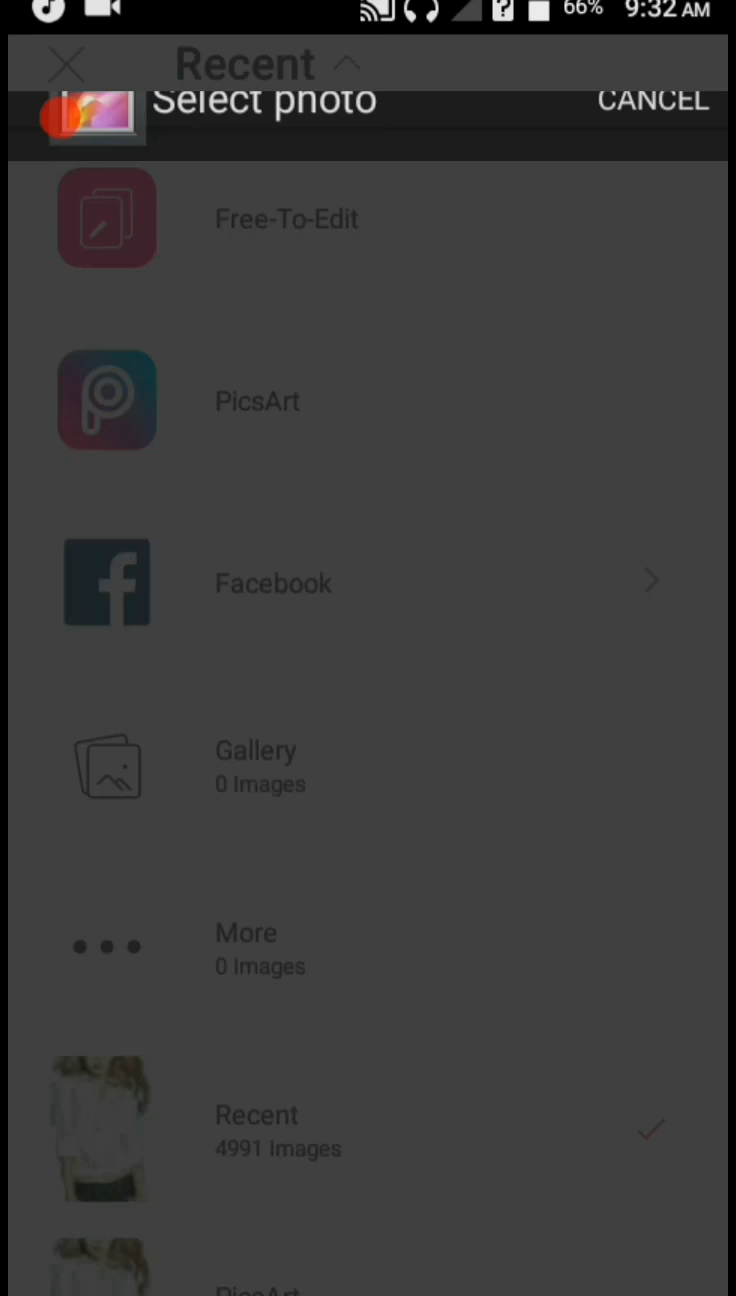 66% 9:32 AM
Recent
Select photo CANCEL
Free-To-Edit
PicsArt
Facebook
Gallery
0 Images
More
0 Images
Recent
4991 Images
PicsArt